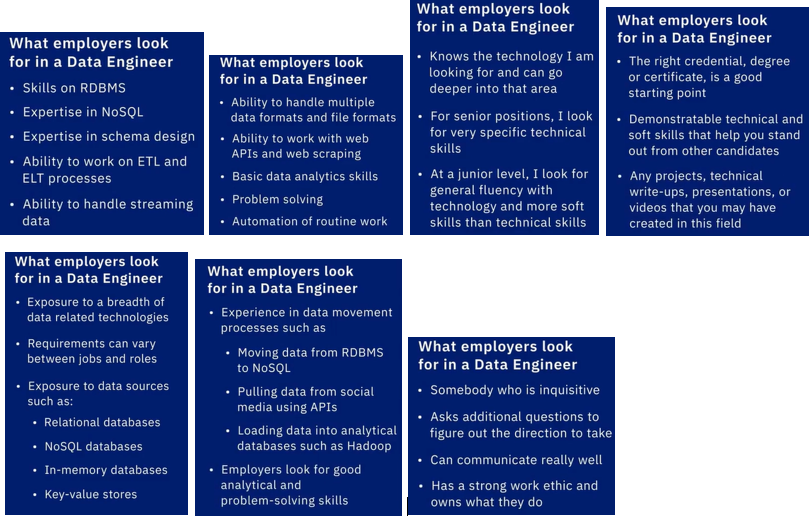 What employers look
for in a Data Engineer
• Skills on RDBMS
• Expertise in NoSQL
• Expertise in schema design
• Ability to work on ETL and
ELT processes
• Ability to handle streaming
data
What employers look
for in a Data Engineer
• Ability to handle multiple
data formats and file formats
• Ability to work with web
APIs and web scraping
• Basic data analytics skills
• Problem solving
• Automation of routine work
What employers look
for in a Data Engineer
• Knows the technology I am
looking for and can go
deeper into that area
• For senior positions, I look
for very specific technical
skills
• At a junior level, I look for
general fluency with
technology and more soft
skills than technical skills
What employers look
for in a Data Engineer
• The right credential, degree
or certificate, is a good
starting point
• Demonstratable technical and
soft skills that help you stand
out from other candidates
• Any projects, technical
write-ups, presentations, or
videos that you may have
created in this field
What employers look
for in a Data Engineer
• Exposure to a breadth of
data related technologies
• Requirements can vary
between jobs and roles
• Exposure to data sources
such as:
• Relational databases
• NoSQL databases
• In-memory databases
• Key-value stores
What employers look
for in a Data Engineer
• Experience in data movement
processes such as
• Moving data from RDBMS
to NoSQL
• Pulling data from social
media using APIs
• Loading data into analytical
databases such as Hadoop
• Employers look for good
analytical and
problem-solving skills
What employers look
for in a Data Engineer
• Somebody who is inquisitive
• Asks additional questions to
figure out the direction to take
• Can communicate really well
• Has a strong work ethic and
owns what they do